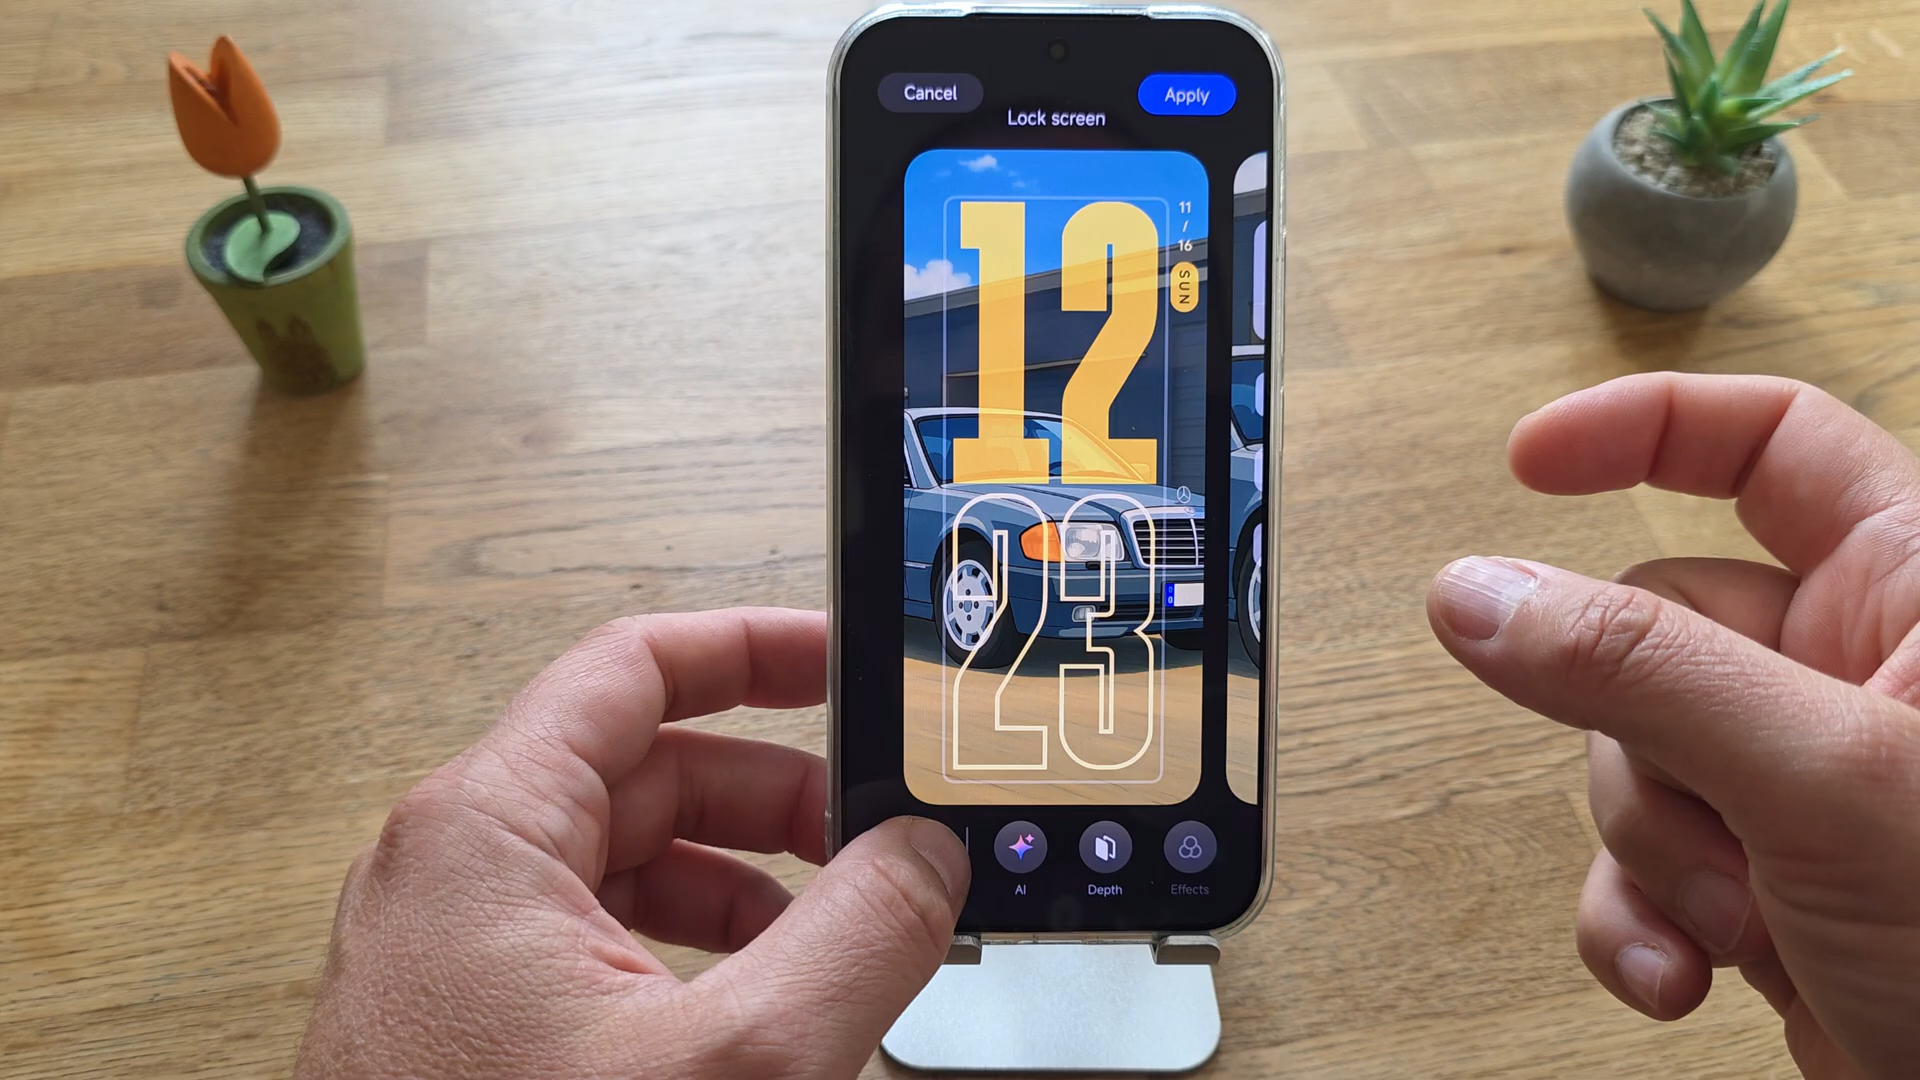 Cancel
Apply
Lock screen
12
23
11
/
16
SUN
AI
Depth
Effects